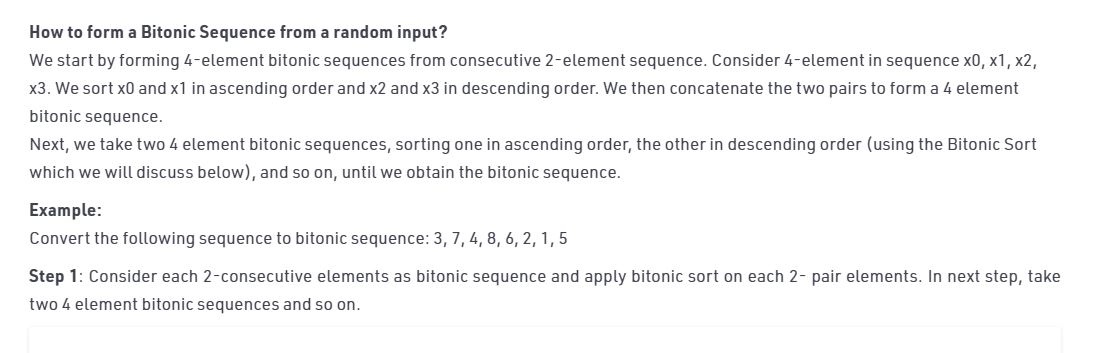 How to form a Bitonic Sequence from a random input?
We start by forming 4-element bitonic sequences from consecutive 2-element sequence. Consider 4-element in sequence x0, x1, x2,
x3. We sort x0 and x1 in ascending order and x2 and x3 in descending order. We then concatenate the two pairs to form a 4 element
bitonic sequence.
Next, we take two 4 element bitonic sequences, sorting one in ascending order, the other in descending order (using the Bitonic Sort
which we will discuss below), and so on, until we obtain the bitonic sequence.
Example:
Convert the following sequence to bitonic sequence: 3, 7, 4, 8, 6, 2, 1, 5
Step 1: Consider each 2-consecutive elements as bitonic sequence and apply bitonic sort on each 2- pair elements. In next step, take
two 4 element bitonic sequences and so on.